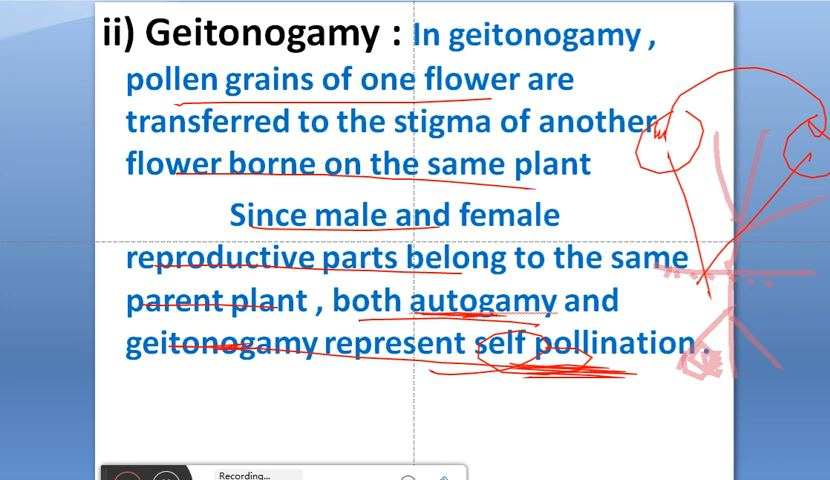 ii) Geitonogamy : In geitonogamy ,
pollen grains of one flower are
transferred to the stigma of another
flower borne on the same plant
Since male and female
reproductive parts belong to the same
parent plant , both autogamy and
geitonogamy represent self pollination .
Recording...